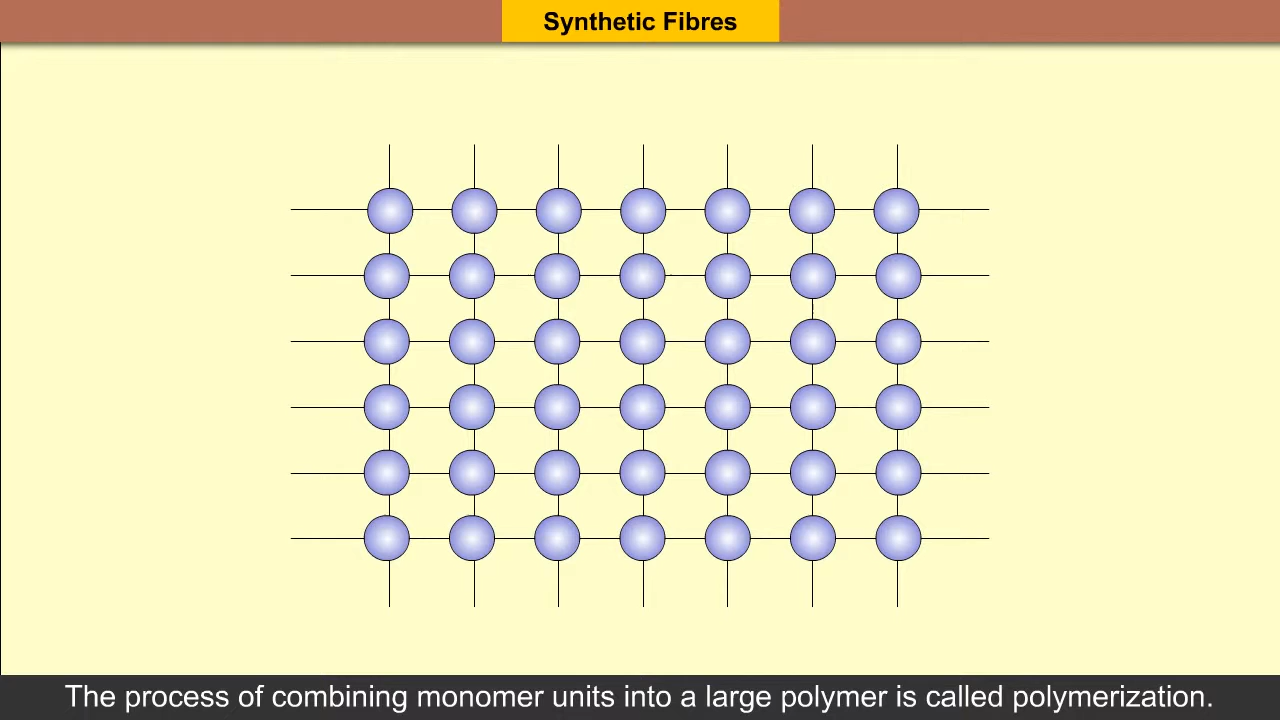 Synthetic Fibres
The process of combining monomer units into a large polymer is called polymerization.